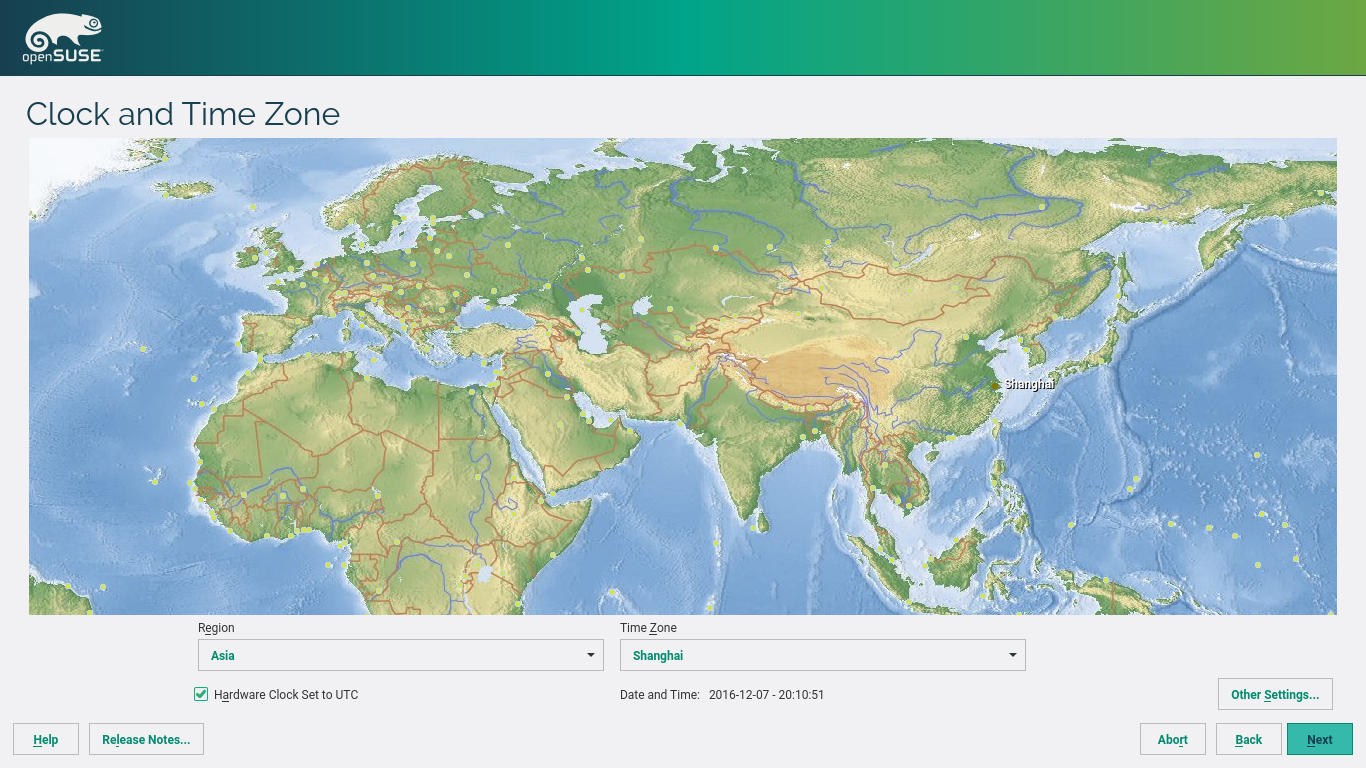 openSUSE
Clock and Time Zone
Shanghai
Region
Time Zone
Asia
Shanghai
Hardware Clock Set to UTC
Date and Time: 2016-12-07 - 20:10:51
Other Settings...
Help
Release Notes...
Abort
Back
Next